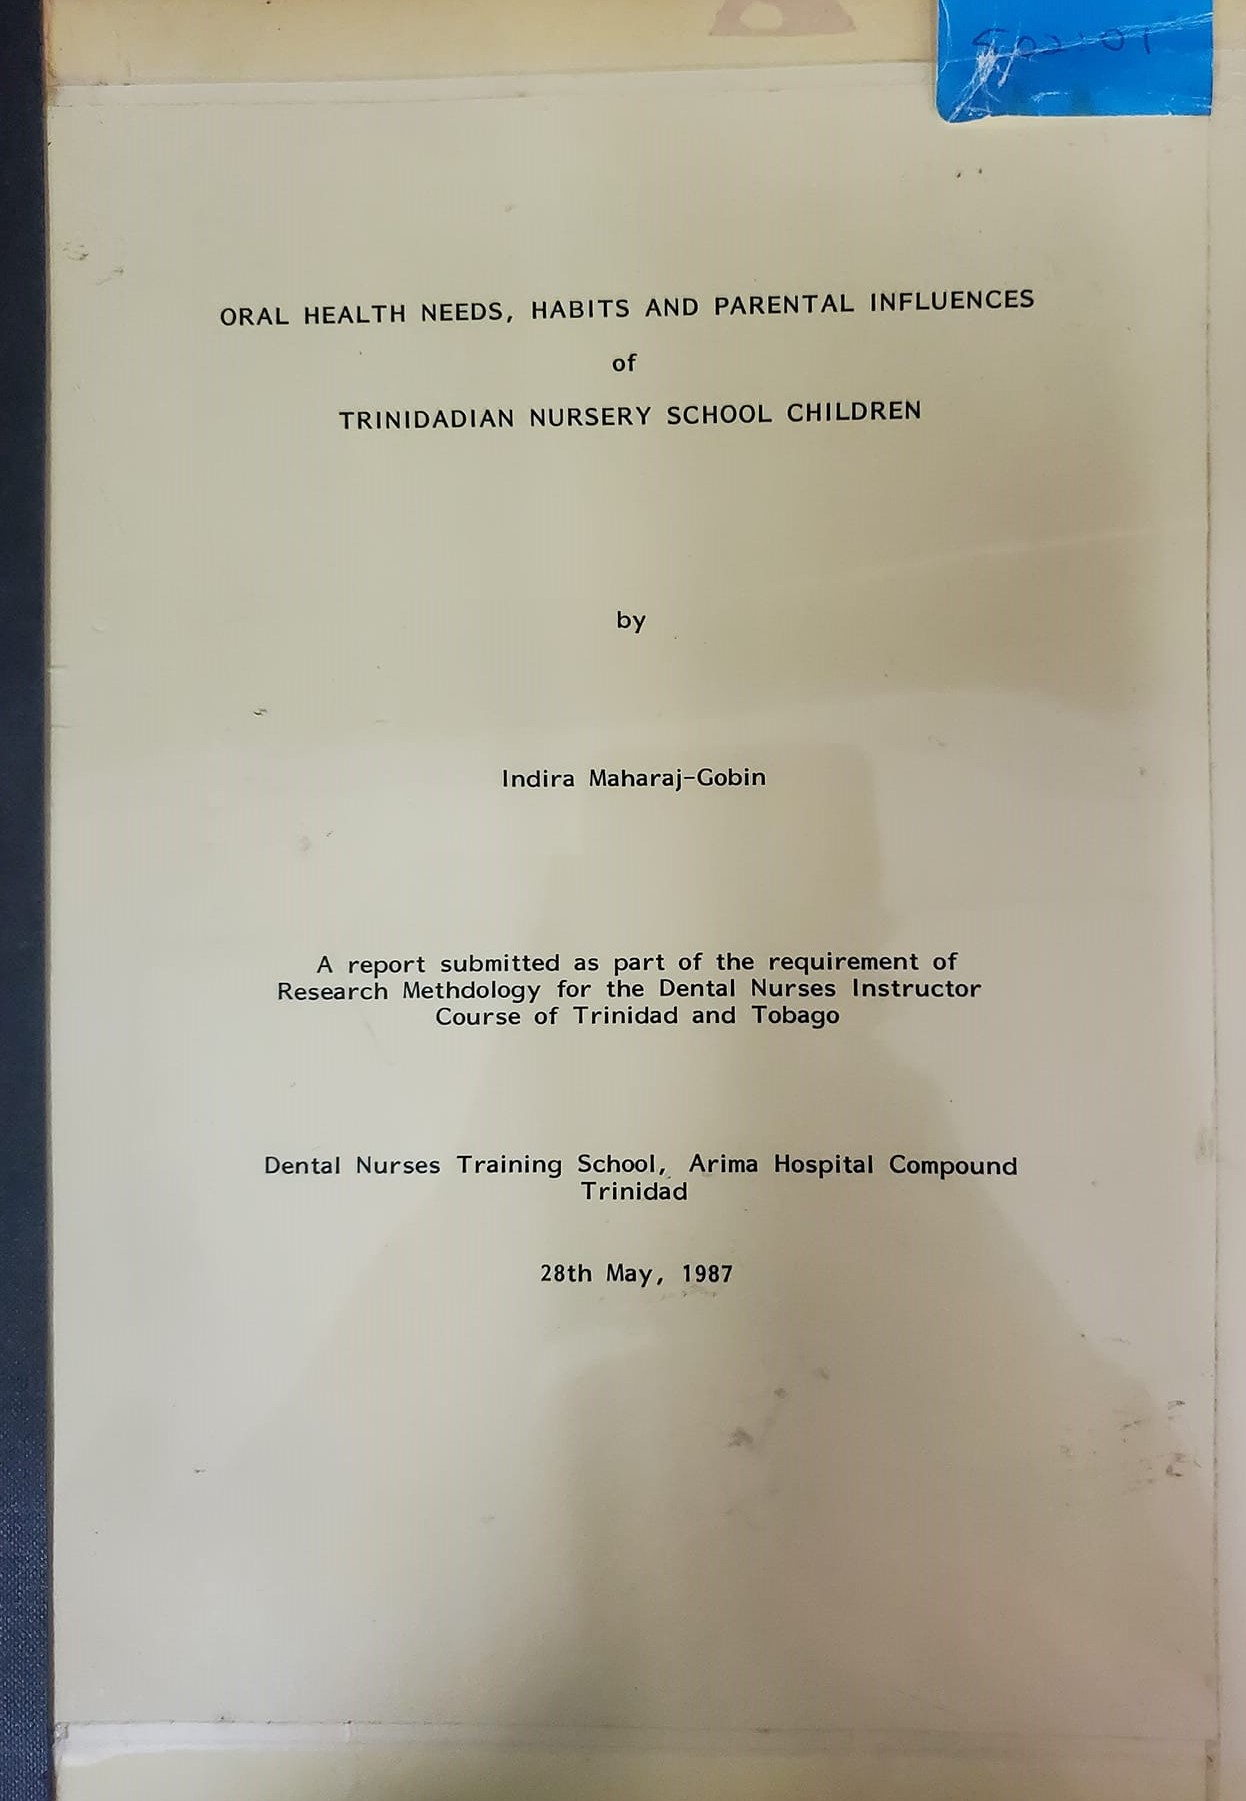 ORAL HEALTH NEEDS, HABITS AND PARENTAL INFLUENCES
of
TRINIDADIAN NURSERY SCHOOL CHILDREN
by
Indira Maharaj-Gobin
A report submitted as part of the requirement of
Research Methdology for the Dental Nurses Instructor
Course of Trinidad and Tobago
Dental Nurses Training School, Arima Hospital Compound
Trinidad
28th May, 1987